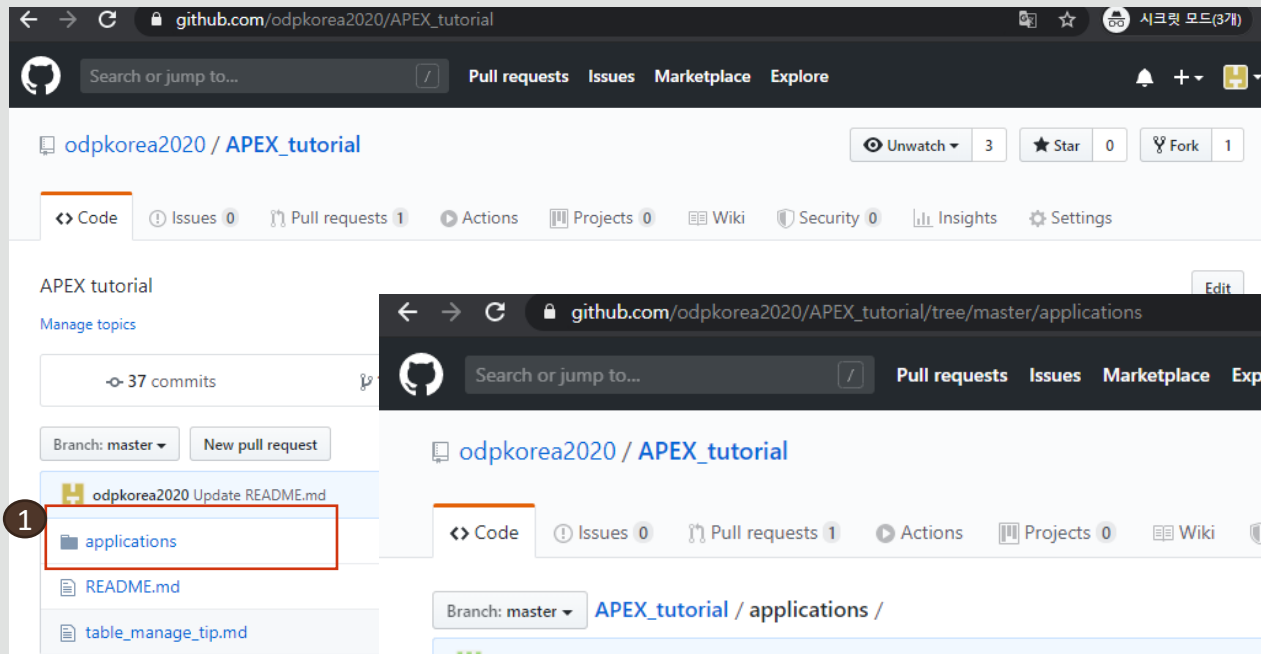 github.com/odpkorea2020/APEX_tutorial 시크릿 모드(3개)
Search or jump to... / Pull requests Issues Marketplace Explore
odpkorea2020 / APEX_tutorial Unwatch 3 Star 0 Fork 1
Code Issues 0 Pull requests 1 Actions Projects 0 Wiki Security 0 Insights Settings
APEX tutorial Edit
Manage topics
37 commits
Branch: master New pull request
odpkorea2020 Update README.md
1
applications
README.md
table_manage_tip.md
github.com/odpkorea2020/APEX_tutorial/tree/master/applications
Search or jump to... / Pull requests Issues Marketplace Exp
odpkorea2020 / APEX_tutorial
Code Issues 0 Pull requests 1 Actions Projects 0 Wiki
Branch: master APEX_tutorial / applications /